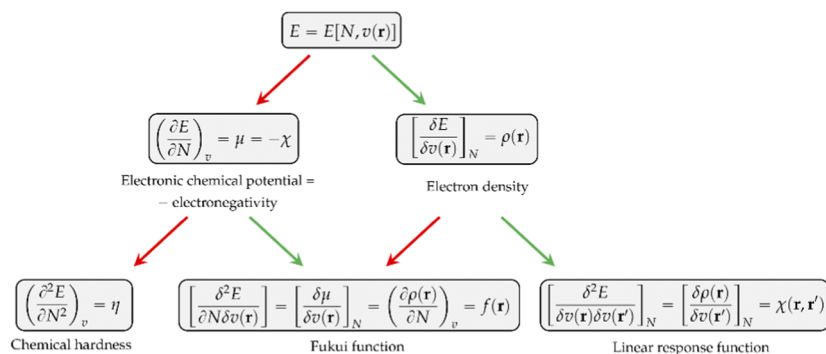 E = E[N, v(r)]
(∂E/∂N)_v = μ = −χ
[δE/δv(r)]_N = ρ(r)
Electronic chemical potential =
− electronegativity
Electron density
(∂²E/∂N²)_v = η
[δ²E/∂Nδv(r)] = [δμ/δv(r)]_N = (∂ρ(r)/∂N)_v = f(r)
[δ²E/δv(r)δv(r′)]_N = [δρ(r)/δv(r′)]_N = χ(r, r′)
Chemical hardness
Fukui function
Linear response function